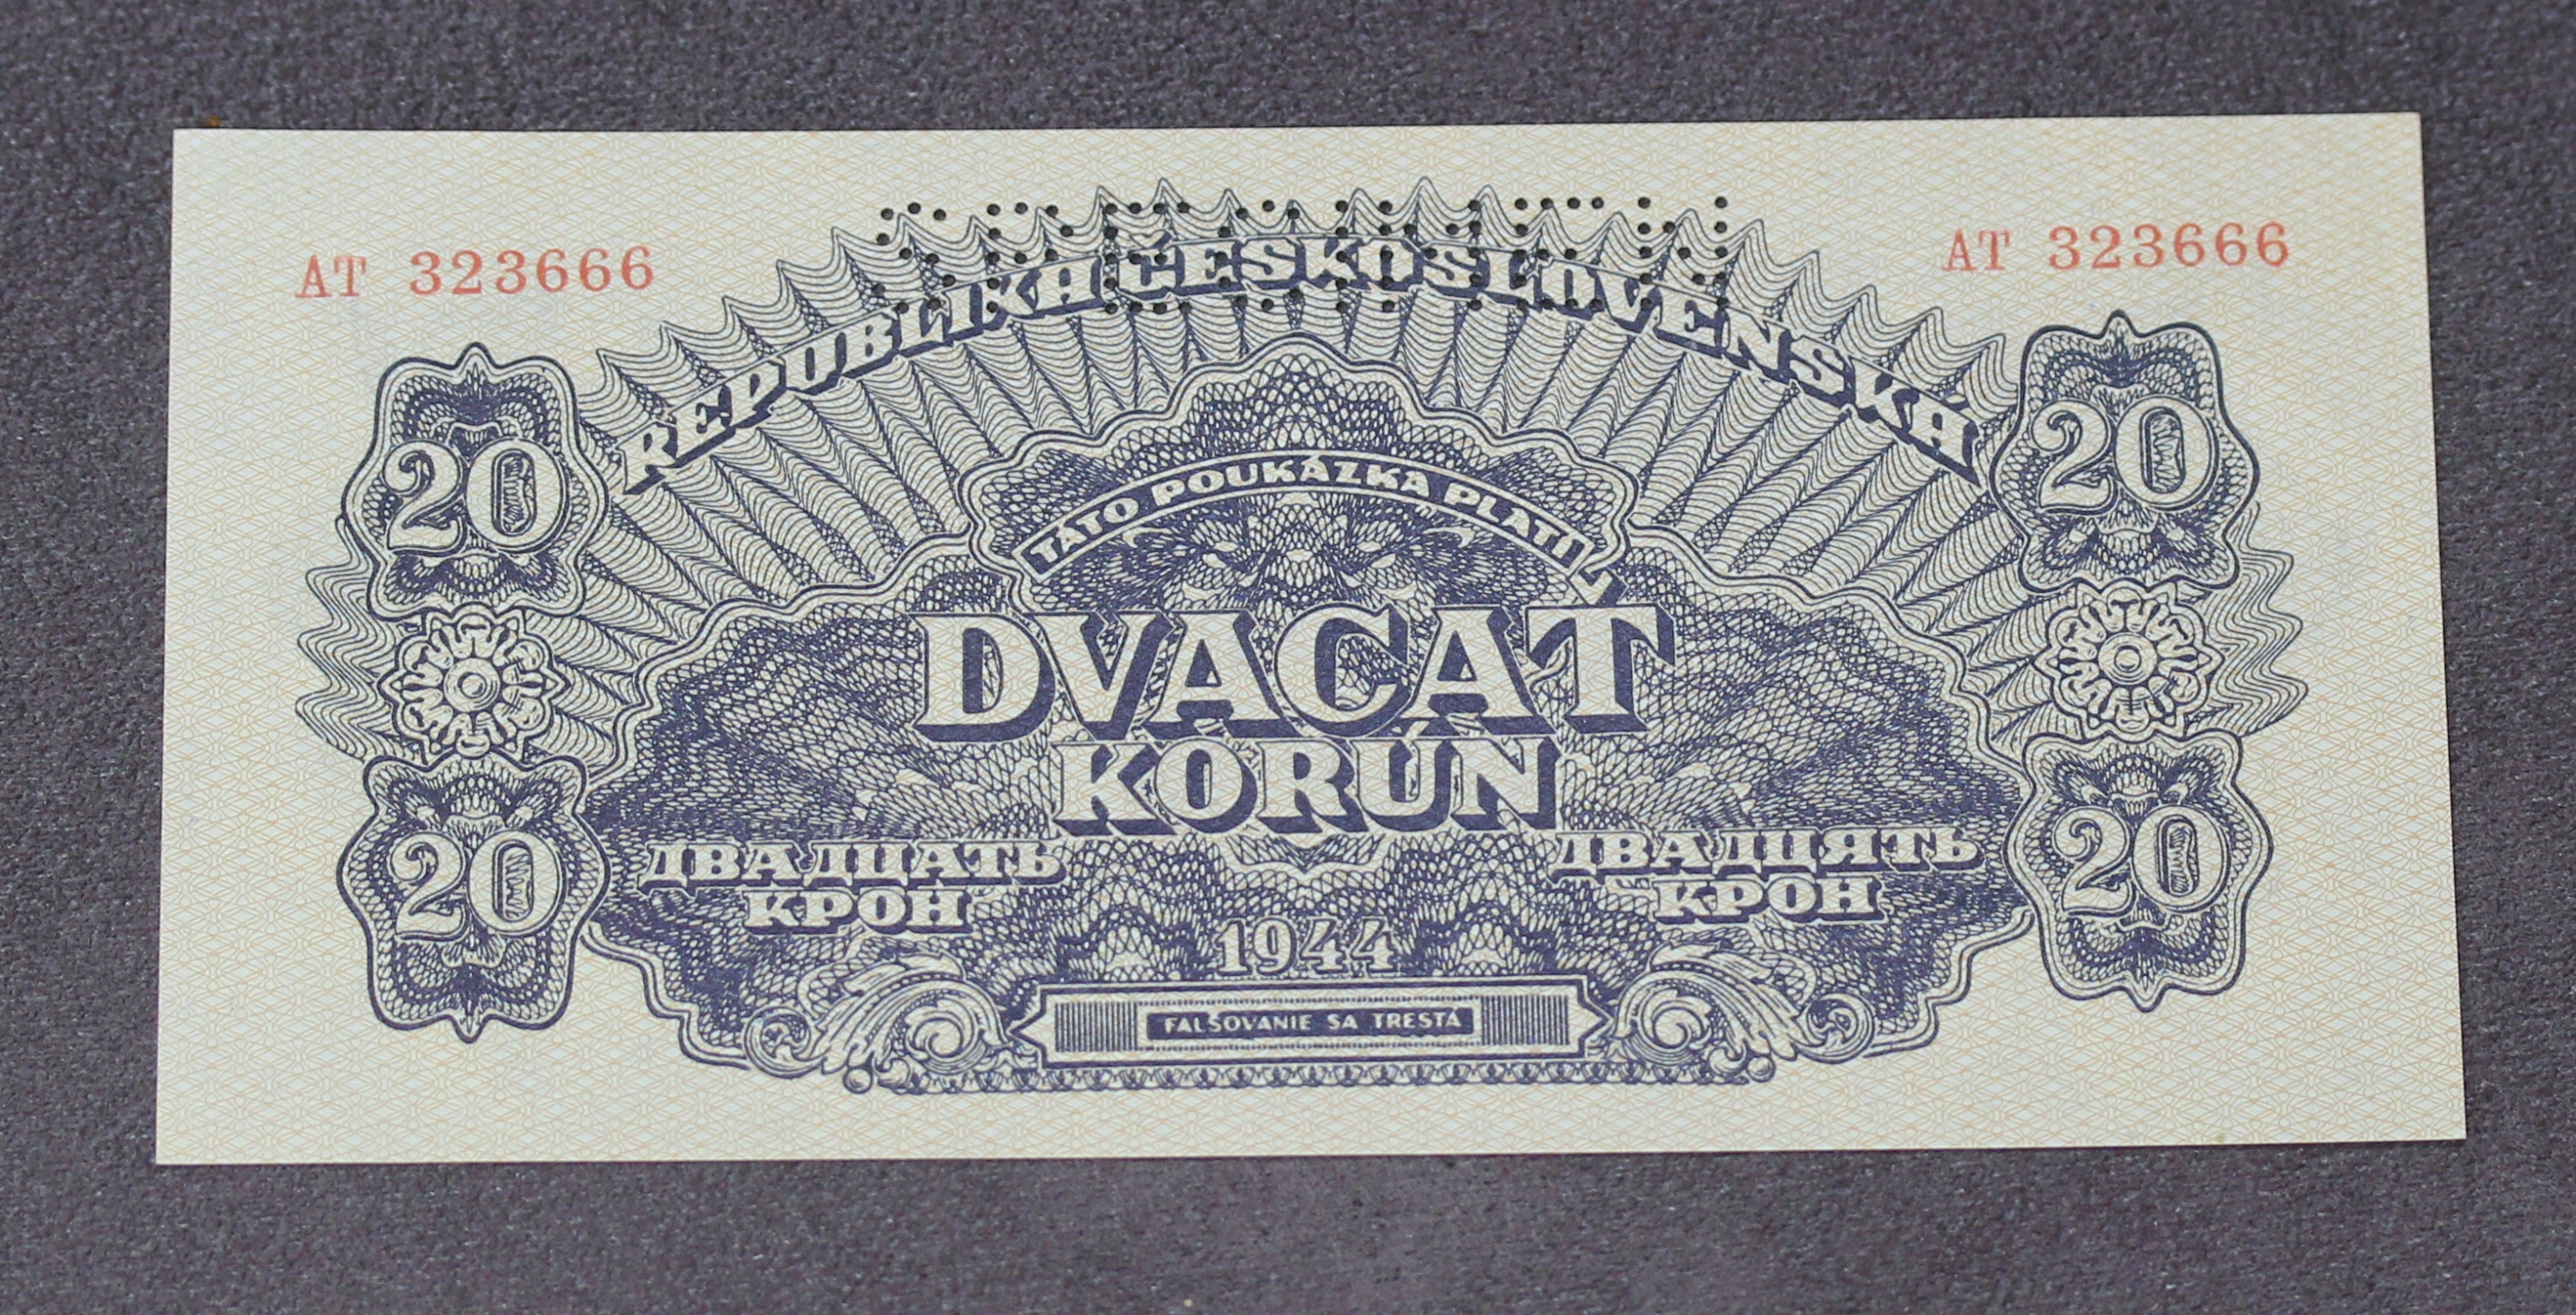 SPECIMEN
AT 323666
AT 323666
REPUBLIKA ČESKOSLOVENSKÁ
20
20
TÁTO POUKÁZKA PLATÍ
DVACAŤ
KORÚN
20
20
ДВАДЦАТЬ
КРОН
ДВАДЦЯТЬ
КРОН
1944
FALŠOVANIE SA TRESTÁ